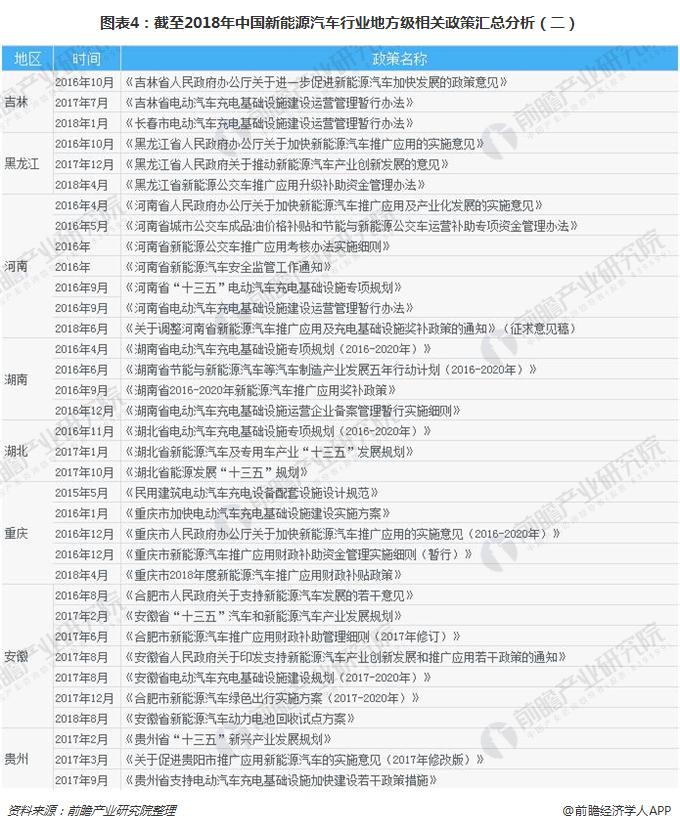 图表4：截至2018年中国新能源汽车行业地方级相关政策汇总分析（二）
地区 时间 政策名称
吉林
2016年10月 《吉林省人民政府办公厅关于进一步促进新能源汽车加快发展的政策意见》
2017年7月 《吉林省电动汽车充电基础设施建设运营管理暂行办法》
2018年1月 《长春市电动汽车充电基础设施建设运营管理暂行办法》
黑龙江
2016年10月 《黑龙江省人民政府办公厅关于加快新能源汽车推广应用的实施意见》
2017年12月 《黑龙江省人民政府关于推动新能源汽车产业创新发展的意见》
2018年4月 《黑龙江省新能源公交车推广应用升级补助资金管理办法》
河南
2016年4月 《河南省人民政府办公厅关于加快新能源汽车推广应用及产业化发展的实施意见》
2016年5月 《河南省城市公交车成品油价格补贴和节能与新能源公交车运营补助专项资金管理办法》
2016年 《河南省新能源公交车推广应用考核办法实施细则》
2016年 《河南省新能源汽车安全监管工作通知》
2016年9月 《河南省“十三五”电动汽车充电基础设施专项规划》
2016年9月 《河南省电动汽车充电基础设施建设运营管理暂行办法》
2018年6月 《关于调整河南省新能源汽车推广应用及充电基础设施奖补政策的通知》（征求意见稿）
湖南
2016年4月 《湖南省电动汽车充电基础设施专项规划（2016-2020年）》
2016年6月 《湖南省节能与新能源汽车等汽车制造产业发展五年行动计划（2016-2020年）》
2016年9月 《湖南省2016-2020年新能源汽车推广应用奖补政策》
2016年12月 《湖南省电动汽车充电基础设施运营企业备案管理暂行实施细则》
湖北
2016年11月 《湖北省电动汽车充电基础设施专项规划（2016-2020年）》
2017年1月 《湖北省新能源汽车及专用车产业“十三五”发展规划》
2017年10月 《湖北省能源发展“十三五”规划》
重庆
2015年5月 《民用建筑电动汽车充电设备配套设施设计规范》
2016年1月 《重庆市加快电动汽车充电基础设施建设实施方案》
2016年12月 《重庆市人民政府办公厅关于加快新能源汽车推广应用的实施意见（2016-2020年）》
2016年12月 《重庆市新能源汽车推广应用财政补助资金管理实施细则（暂行）》
2018年4月 《重庆市2018年度新能源汽车推广应用财政补贴政策》
安徽
2016年8月 《合肥市人民政府关于支持新能源汽车发展的若干意见》
2017年2月 《安徽省“十三五”汽车和新能源汽车产业发展规划》
2017年6月 《合肥市新能源汽车推广应用财政补助管理细则（2017年修订）》
2017年8月 《安徽省人民政府关于印发支持新能源汽车产业创新发展和推广应用若干政策的通知》
2017年8月 《安徽省电动汽车充电基础设施建设规划（2017-2020年）》
2017年12月 《合肥市新能源汽车绿色出行实施方案（2017-2020年）》
2018年8月 《安徽省新能源汽车动力电池回收试点方案》
贵州
2017年2月 《贵州省“十三五”新兴产业发展规划》
2017年3月 《关于促进贵阳市推广应用新能源汽车的实施意见（2017年修改版）》
2017年9月 《贵州省支持电动汽车充电基础设施加快建设若干政策措施》
资料来源：前瞻产业研究院整理
@前瞻经济学人APP
前瞻产业研究院